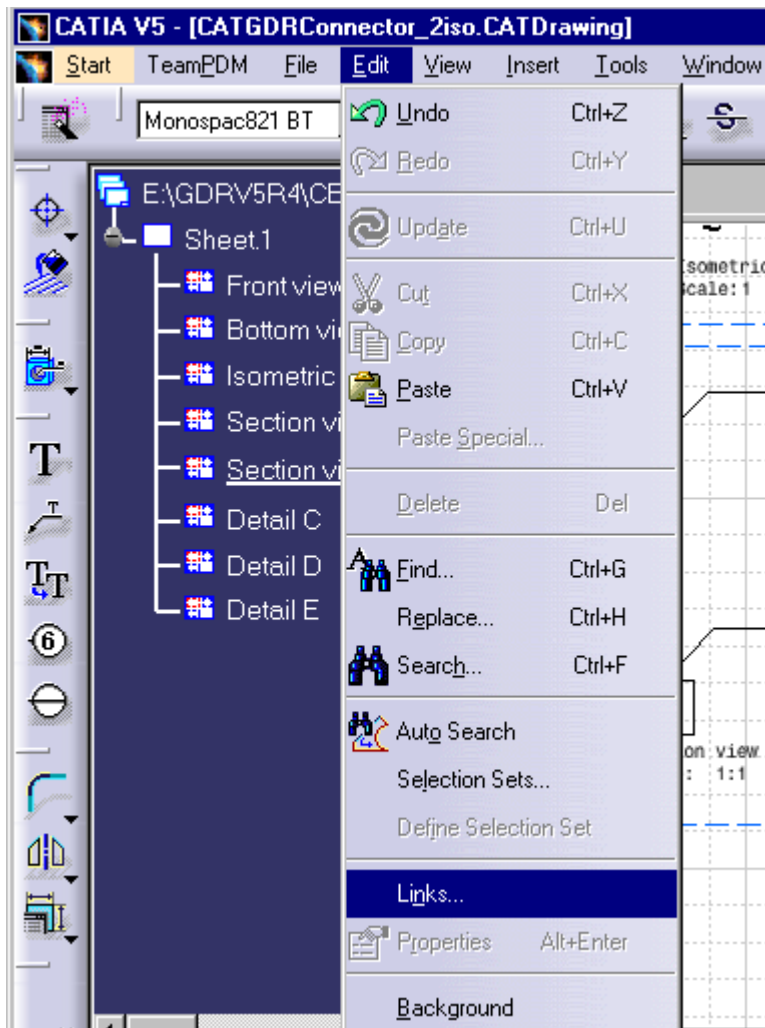 CATIA V5 - [CATGDRConnector_2iso.CATDrawing]
Start TeamPDM File Edit View Insert Tools Window
Monospac821 BT S
E:\GDRV5R4\CE
Sheet.1
Front view
Bottom vi
Isometric
Section vi
Section vi
Detail C
Detail D
Detail E
T
T
TT
6
Undo Ctrl+Z
Redo Ctrl+Y
Update Ctrl+U
Cut Ctrl+X
Copy Ctrl+C
Paste Ctrl+V
Paste Special...
Delete Del
Find... Ctrl+G
Replace... Ctrl+H
Search... Ctrl+F
Auto Search
Selection Sets...
Define Selection Set
Links...
Properties Alt+Enter
Background
sometric
cale:1
on view
: 1:1